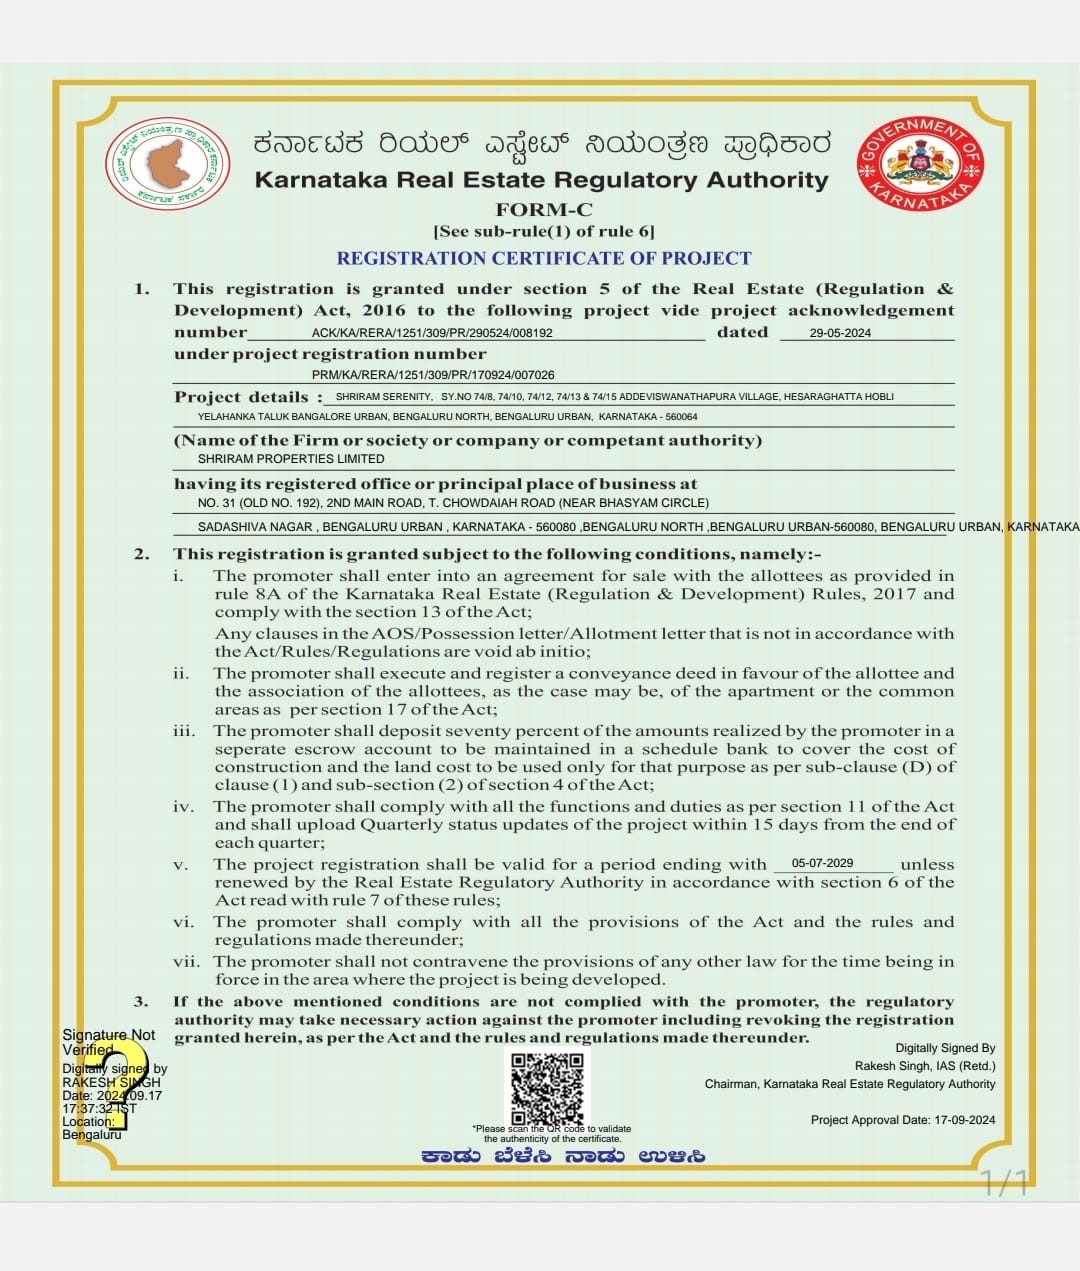 ಕರ್ನಾಟಕ ರಿಯಲ್ ಎಸ್ಟೇಟ್ ನಿಯಂತ್ರಣ ಪ್ರಾಧಿಕಾರ
Karnataka Real Estate Regulatory Authority
GOVERNMENT OF KARNATAKA
FORM-C
[See sub-rule(1) of rule 6]
REGISTRATION CERTIFICATE OF PROJECT
1. This registration is granted under section 5 of the Real Estate (Regulation &
Development) Act, 2016 to the following project vide project acknowledgement
number ACK/KA/RERA/1251/309/PR/290524/008192 dated 29-05-2024
under project registration number
PRM/KA/RERA/1251/309/PR/170924/007026
Project details : SHRIRAM SERENITY, SY.NO 74/8, 74/10, 74/12, 74/13 & 74/15 ADDEVISWANATHAPURA VILLAGE, HESARAGHATTA HOBLI
YELAHANKA TALUK BANGALORE URBAN, BENGALURU NORTH, BENGALURU URBAN, KARNATAKA - 560064
(Name of the Firm or society or company or competent authority)
SHRIRAM PROPERTIES LIMITED
having its registered office or principal place of business at
NO. 31 (OLD NO. 192), 2ND MAIN ROAD, T. CHOWDAIAH ROAD (NEAR BHASYAM CIRCLE)
SADASHIVA NAGAR , BENGALURU URBAN , KARNATAKA - 560080 ,BENGALURU NORTH ,BENGALURU URBAN-560080, BENGALURU URBAN, KARNATAKA
2. This registration is granted subject to the following conditions, namely:-
i. The promoter shall enter into an agreement for sale with the allottees as provided in
rule 8A of the Karnataka Real Estate (Regulation & Development) Rules, 2017 and
comply with the section 13 of the Act;
Any clauses in the AOS/Possession letter/Allotment letter that is not in accordance with
the Act/Rules/Regulations are void ab initio;
ii. The promoter shall execute and register a conveyance deed in favour of the allottee and
the association of the allottees, as the case may be, of the apartment or the common
areas as per section 17 of the Act;
iii. The promoter shall deposit seventy percent of the amounts realized by the promoter in a
seperate escrow account to be maintained in a schedule bank to cover the cost of
construction and the land cost to be used only for that purpose as per sub-clause (D) of
clause (1) and sub-section (2) of section 4 of the Act;
iv. The promoter shall comply with all the functions and duties as per section 11 of the Act
and shall upload Quarterly status updates of the project within 15 days from the end of
each quarter;
v. The project registration shall be valid for a period ending with 05-07-2029 unless
renewed by the Real Estate Regulatory Authority in accordance with section 6 of the
Act read with rule 7 of these rules;
vi. The promoter shall comply with all the provisions of the Act and the rules and
regulations made thereunder;
vii. The promoter shall not contravene the provisions of any other law for the time being in
force in the area where the project is being developed.
3. If the above mentioned conditions are not complied with the promoter, the regulatory
authority may take necessary action against the promoter including revoking the registration
granted herein, as per the Act and the rules and regulations made thereunder.
Signature Not
Verified
Digitally signed by
RAKESH SINGH
Date: 2024.09.17
17:37:32 IST
Location:
Bengaluru
Digitally Signed By
Rakesh Singh, IAS (Retd.)
Chairman, Karnataka Real Estate Regulatory Authority
Project Approval Date: 17-09-2024
*Please scan the QR code to validate
the authenticity of the certificate.
ಕಾಡು ಬೆಳೆಸಿ ನಾಡು ಉಳಿಸಿ
1/1